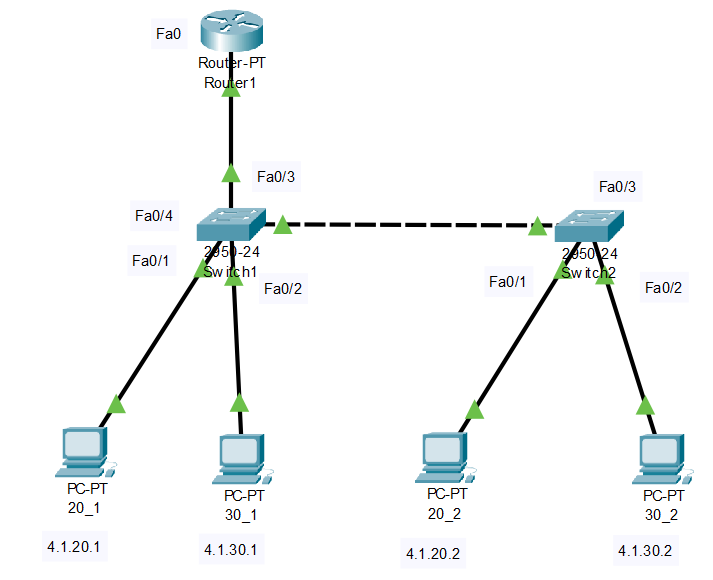 Fa0
Router-PT
Router1
Fa0/3
Fa0/3
Fa0/4
2950-24
Switch1
2950-24
Switch2
Fa0/1
Fa0/2
Fa0/1
Fa0/2
PC-PT
20_1
PC-PT
30_1
PC-PT
20_2
PC-PT
30_2
4.1.20.1
4.1.30.1
4.1.20.2
4.1.30.2